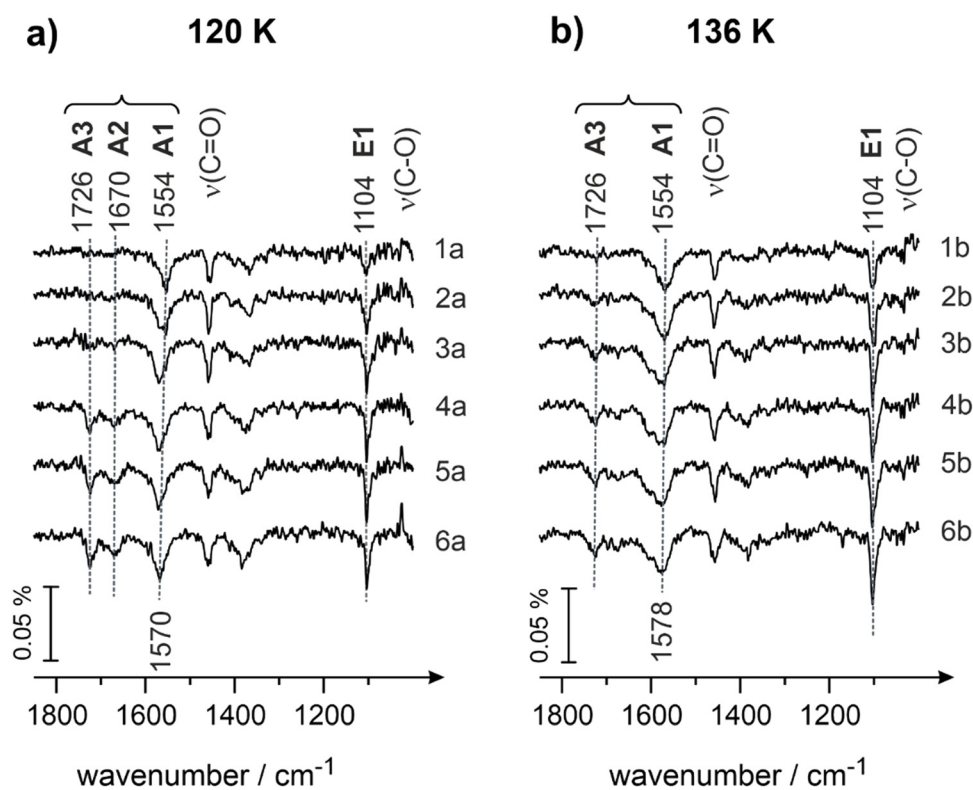 a)
120 K
1726 A3
1670 A2
1554 A1
ν(C=O)
1104 E1
ν(C-O)
1a
2a
3a
4a
5a
6a
0.05 %
1570
1800 1600 1400 1200
wavenumber / cm-1
b)
136 K
1726 A3
1554 A1
ν(C=O)
1104 E1
ν(C-O)
1b
2b
3b
4b
5b
6b
0.05 %
1578
1800 1600 1400 1200
wavenumber / cm-1